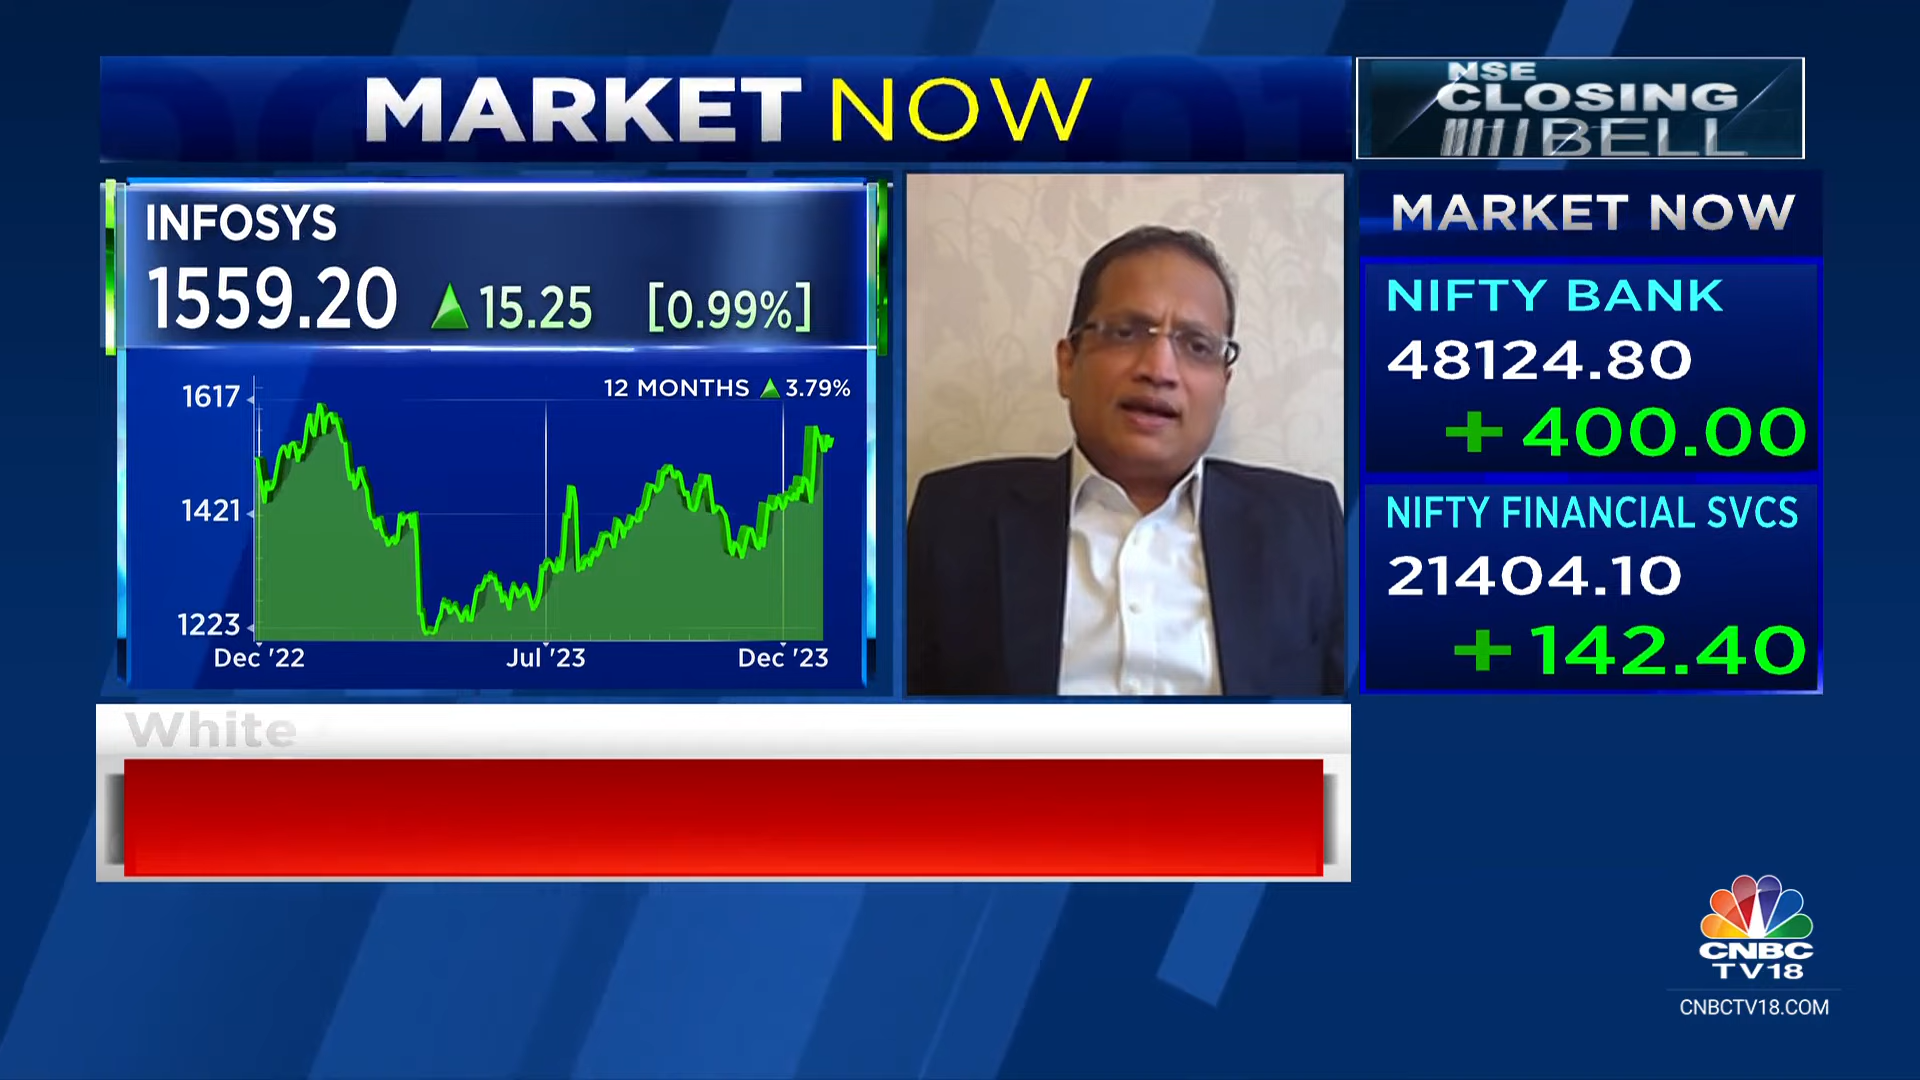 MARKET NOW
NSE
CLOSING
BELL
INFOSYS
1559.20 ▲ 15.25 [0.99%]
12 MONTHS ▲ 3.79%
1617
1421
1223
Dec '22 Jul '23 Dec '23
MARKET NOW
NIFTY BANK
48124.80
+ 400.00
NIFTY FINANCIAL SVCS
21404.10
+ 142.40
White
CNBC
TV18
CNBCTV18.COM